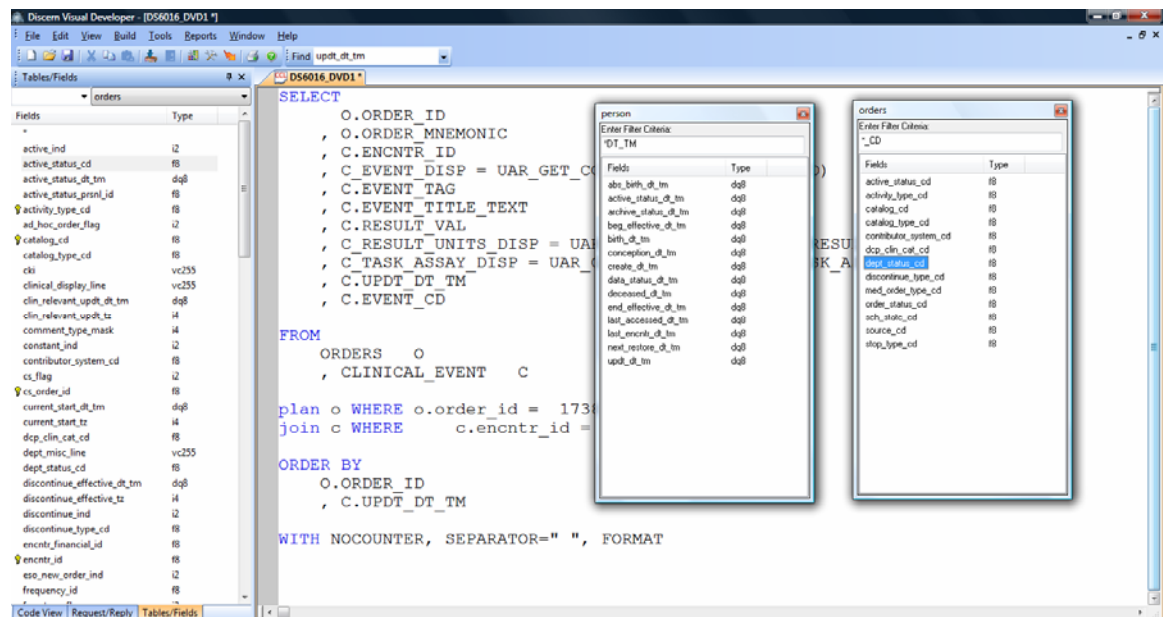 Discern Visual Developer - [DS6016_DVD1 *]
File Edit View Build Tools Reports Window Help
Find updt_dt_tm
Tables/Fields
DS6016_DVD1 *
orders
Fields Type
*
active_ind i2
active_status_cd f8
active_status_dt_tm dq8
active_status_prsnl_id f8
activity_type_cd f8
ad_hoc_order_flag i2
catalog_cd f8
catalog_type_cd f8
cki vc255
clinical_display_line vc255
clin_relevant_updt_dt_tm dq8
clin_relevant_updt_tz i4
comment_type_mask i4
constant_ind i2
contributor_system_cd f8
cs_flag i2
cs_order_id f8
current_start_dt_tm dq8
current_start_tz i4
dcp_clin_cat_cd f8
dept_misc_line vc255
dept_status_cd f8
discontinue_effective_dt_tm dq8
discontinue_effective_tz i4
discontinue_ind i2
discontinue_type_cd f8
encntr_financial_id f8
encntr_id f8
eso_new_order_ind i2
frequency_id f8
Code View Request/Reply Tables/Fields
SELECT
O.ORDER_ID
, O.ORDER_MNEMONIC
, C.ENCNTR_ID
, C_EVENT_DISP = UAR_GET_CO D)
, C.EVENT_TAG
, C.EVENT_TITLE_TEXT
, C.RESULT_VAL
, C_RESULT_UNITS_DISP = UAR RESU
, C_TASK_ASSAY_DISP = UAR_G SK_A
, C.UPDT_DT_TM
, C.EVENT_CD
FROM
ORDERS O
, CLINICAL_EVENT C
plan o WHERE o.order_id = 1738
join c WHERE c.encntr_id =
ORDER BY
O.ORDER_ID
, C.UPDT_DT_TM
WITH NOCOUNTER, SEPARATOR=" ", FORMAT
person
Enter Filter Criteria:
*DT_TM
Fields Type
abs_birth_dt_tm dq8
active_status_dt_tm dq8
archive_status_dt_tm dq8
beg_effective_dt_tm dq8
birth_dt_tm dq8
conception_dt_tm dq8
create_dt_tm dq8
data_status_dt_tm dq8
deceased_dt_tm dq8
end_effective_dt_tm dq8
last_accessed_dt_tm dq8
last_encntr_dt_tm dq8
next_restore_dt_tm dq8
updt_dt_tm dq8
orders
Enter Filter Criteria:
*_CD
Fields Type
active_status_cd f8
activity_type_cd f8
catalog_cd f8
catalog_type_cd f8
contributor_system_cd f8
dcp_clin_cat_cd f8
dept_status_cd f8
discontinue_type_cd f8
med_order_type_cd f8
order_status_cd f8
sch_state_cd f8
source_cd f8
stop_type_cd f8